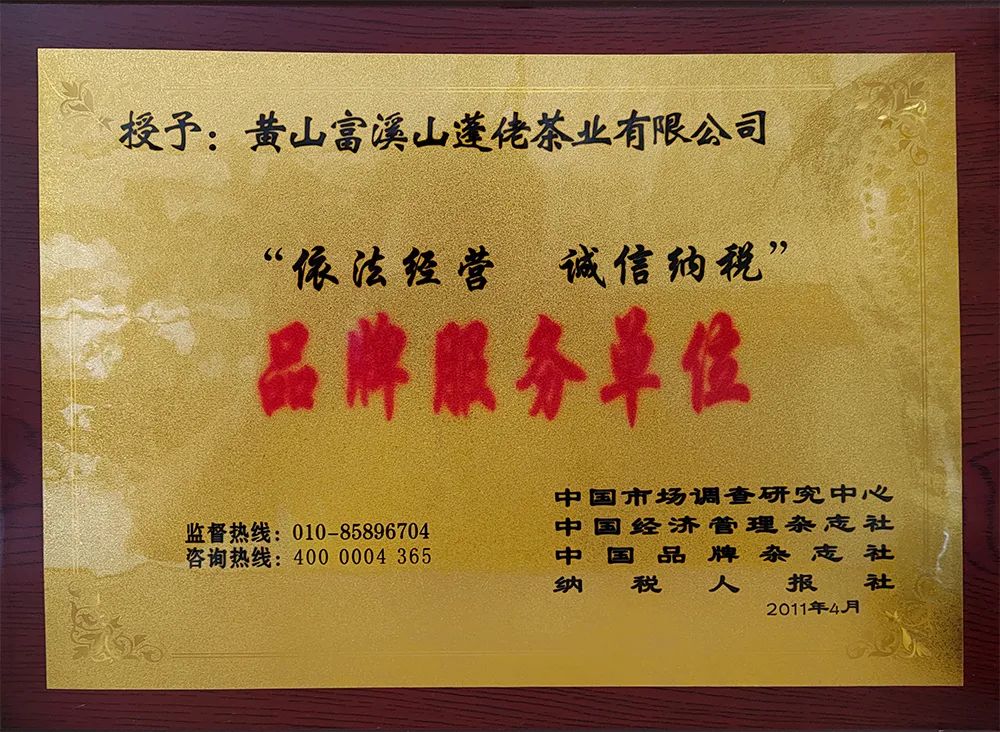 授予：黄山富溪山蓬佬茶业有限公司
“依法经营 诚信纳税”
品牌服务单位
监督热线：010-85896704
咨询热线：400 0004 365
中国市场调查研究中心
中国经济管理杂志社
中国品牌杂志社
纳税人报社
2011年4月